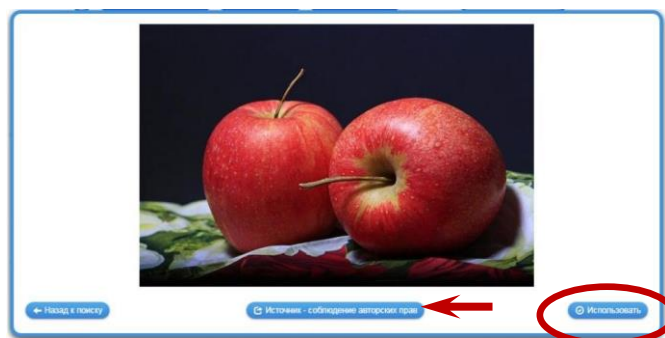 Назад к поиску
Источник - соблюдение авторских прав
Использовать